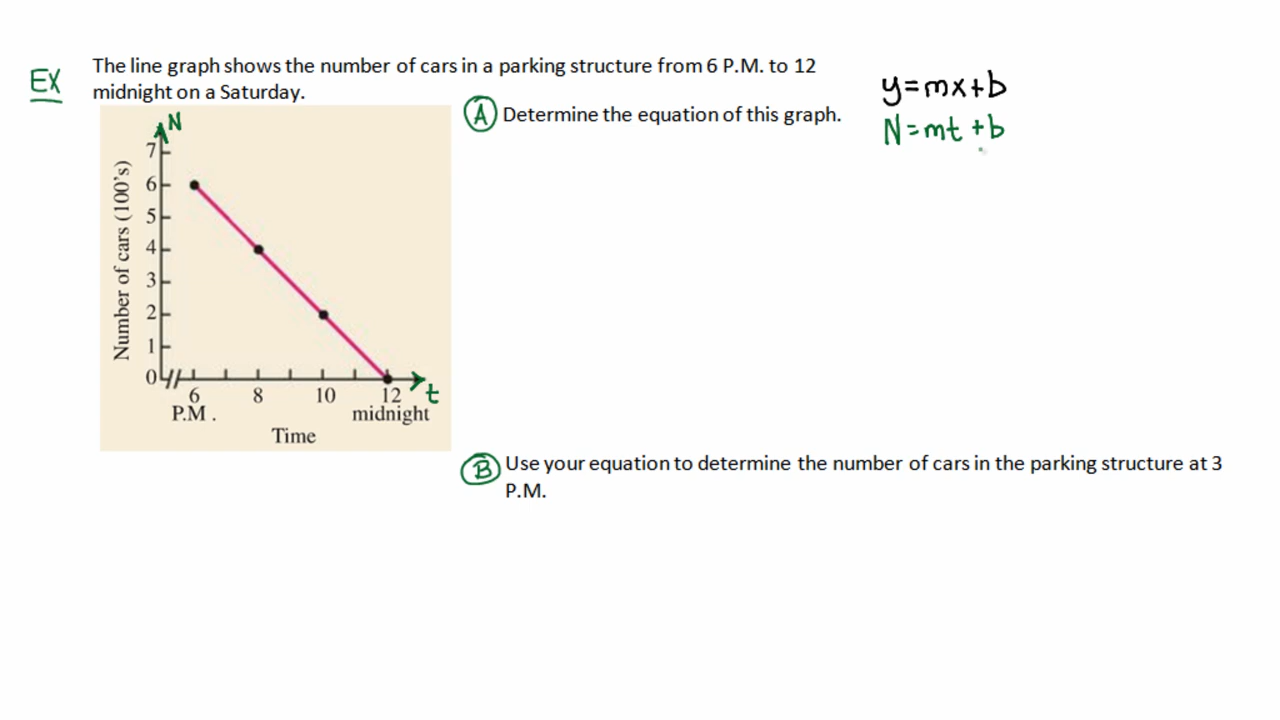 EX
The line graph shows the number of cars in a parking structure from 6 P.M. to 12
midnight on a Saturday.
y=mx+b
N=mt+b
A Determine the equation of this graph.
N
Number of cars (100's)
7
6
5
4
3
2
1
0
6 8 10 12 t
P.M. midnight
Time
B Use your equation to determine the number of cars in the parking structure at 3
P.M.